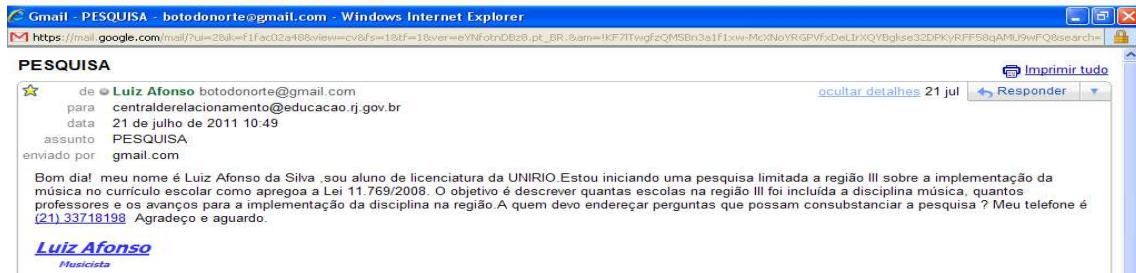 Gmail - PESQUISA - botodonorte@gmail.com - Windows Internet Explorer
PESQUISA
Imprimir tudo
de Luiz Afonso botodonorte@gmail.com ocultar detalhes 21 jul Responder
para centralderelacionamento@educacao.rj.gov.br
data 21 de julho de 2011 10:49
assunto PESQUISA
enviado por gmail.com
Bom dia! meu nome é Luiz Afonso da Silva ,sou aluno de licenciatura da UNIRIO.Estou iniciando uma pesquisa limitada a região III sobre a implementação da
música no currículo escolar como apregoa a Lei 11.769/2008. O objetivo é descrever quantas escolas na região III foi incluída a disciplina música, quantos
professores e os avanços para a implementação da disciplina na região.A quem devo endereçar perguntas que possam consubstanciar a pesquisa ? Meu telefone é
(21) 33718198 Agradeço e aguardo.
Luiz Afonso
Musicista